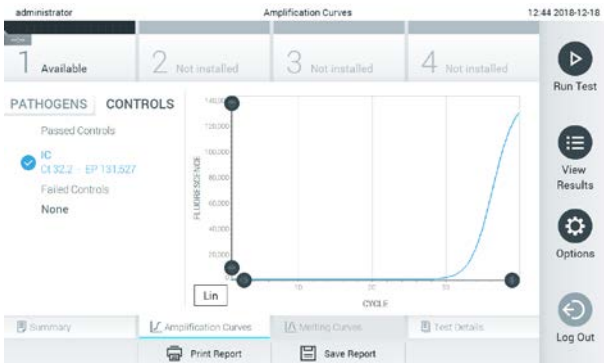 administrator
Amplification Curves
12:44 2018-12-18
1 Available
2 Not installed
3 Not installed
4 Not installed
Run Test
View
Results
Options
Log Out
PATHOGENS CONTROLS
Passed Controls
IC
Ct 32.2 EP 131,527
Failed Controls
None
FLUORESCENCE
120,000
100,000
80,000
60,000
40,000
20,000
10
20
30
CYCLE
Lin
Summary
Amplification Curves
Melting Curves
Test Details
Print Report
Save Report